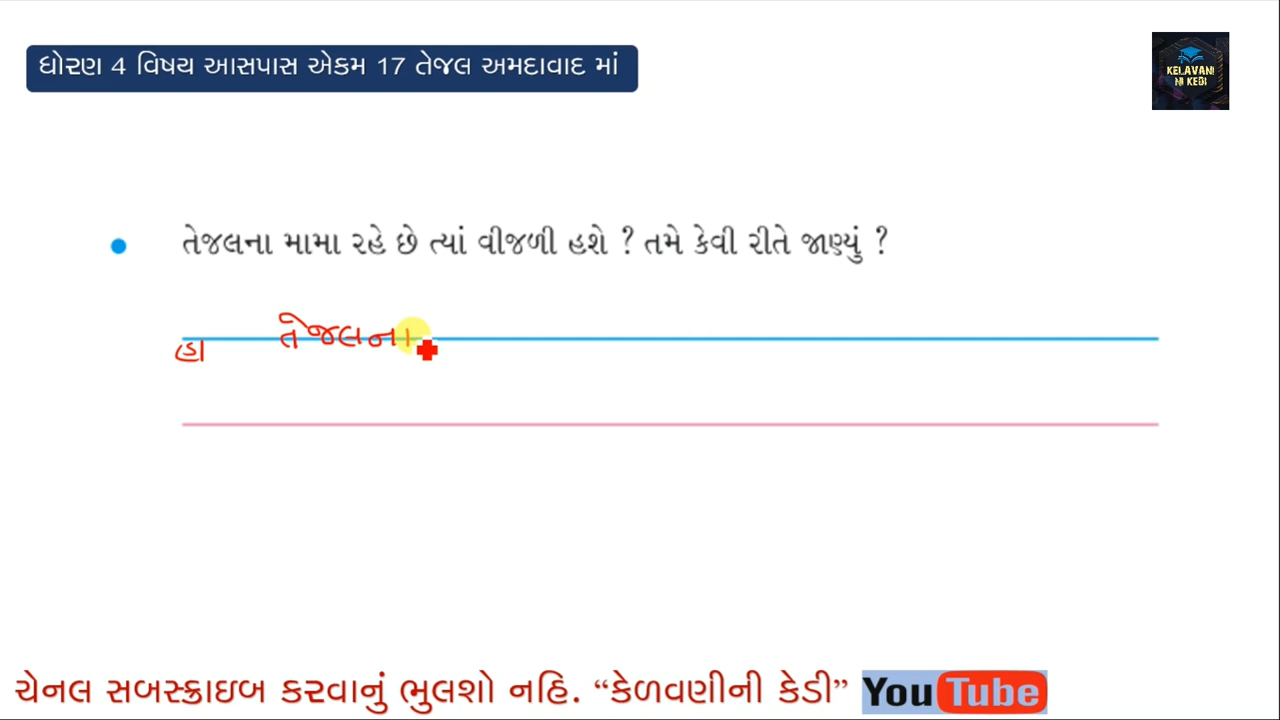 ધોરણ 4 વિષય આસપાસ એકમ 17 તેજલ અમદાવાદ માં
KELAVANI
NI KEDI
તેજલના મામા રહે છે ત્યાં વીજળી હશે ? તમે કેવી રીતે જાણ્યું ?
હા તેજલના
ચેનલ સબસ્ક્રાઇબ કરવાનું ભુલશો નહિ. “કેળવણીની કેડી” YouTube